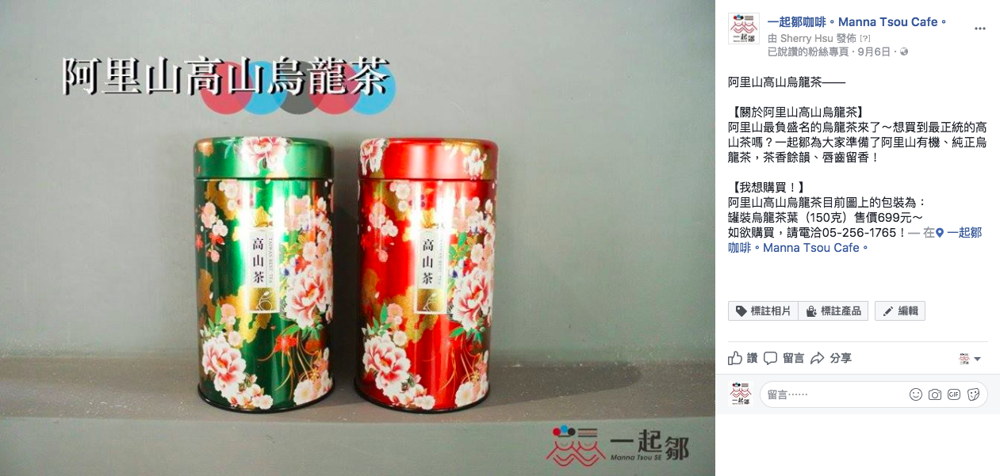 阿里山高山烏龍茶
高山茶
TAIWAN BEST TEA
高山茶
TAIWAN BEST TEA
一起鄒
Manna Tsou SE
一起鄒咖啡。Manna Tsou Cafe。
由 Sherry Hsu 發佈 [?]
已說讚的粉絲專頁 · 9月6日 ·
阿里山高山烏龍茶——
【關於阿里山高山烏龍茶】
阿里山最負盛名的烏龍茶來了～想買到最正統的高
山茶嗎？一起鄒為大家準備了阿里山有機、純正烏
龍茶，茶香餘韻、唇齒留香！
【我想購買！】
阿里山高山烏龍茶目前圖上的包裝為：
罐裝烏龍茶葉（150克）售價699元～
如欲購買，請電洽05-256-1765！— 在 一起鄒
咖啡。Manna Tsou Cafe。
標註相片 標註產品 編輯
讚 留言 分享
留言……
GIF